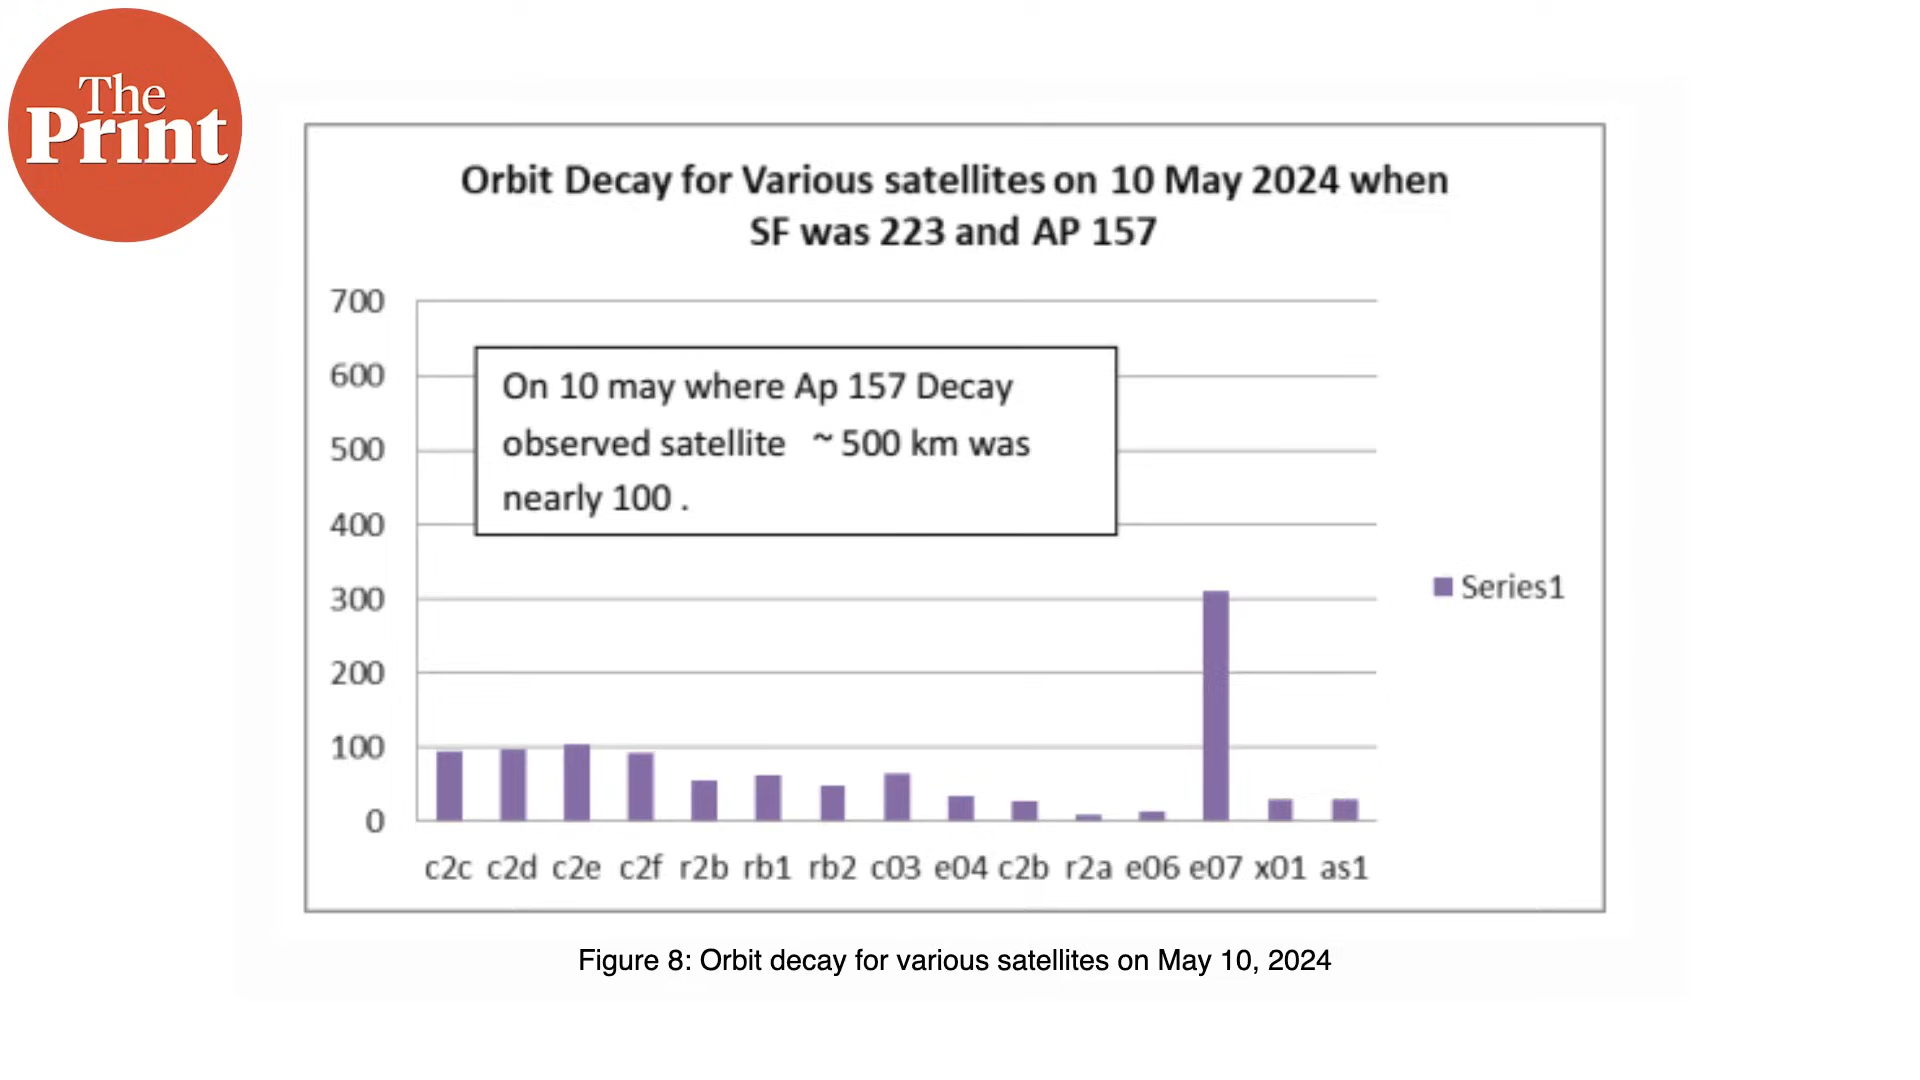 The
Print
Orbit Decay for Various satellites on 10 May 2024 when
SF was 223 and AP 157
700
600
500
400
300
200
100
0
On 10 may where Ap 157 Decay
observed satellite ~ 500 km was
nearly 100 .
Series1
c2c c2d c2e c2f r2b rb1 rb2 c03 e04 c2b r2a e06 e07 x01 as1
Figure 8: Orbit decay for various satellites on May 10, 2024